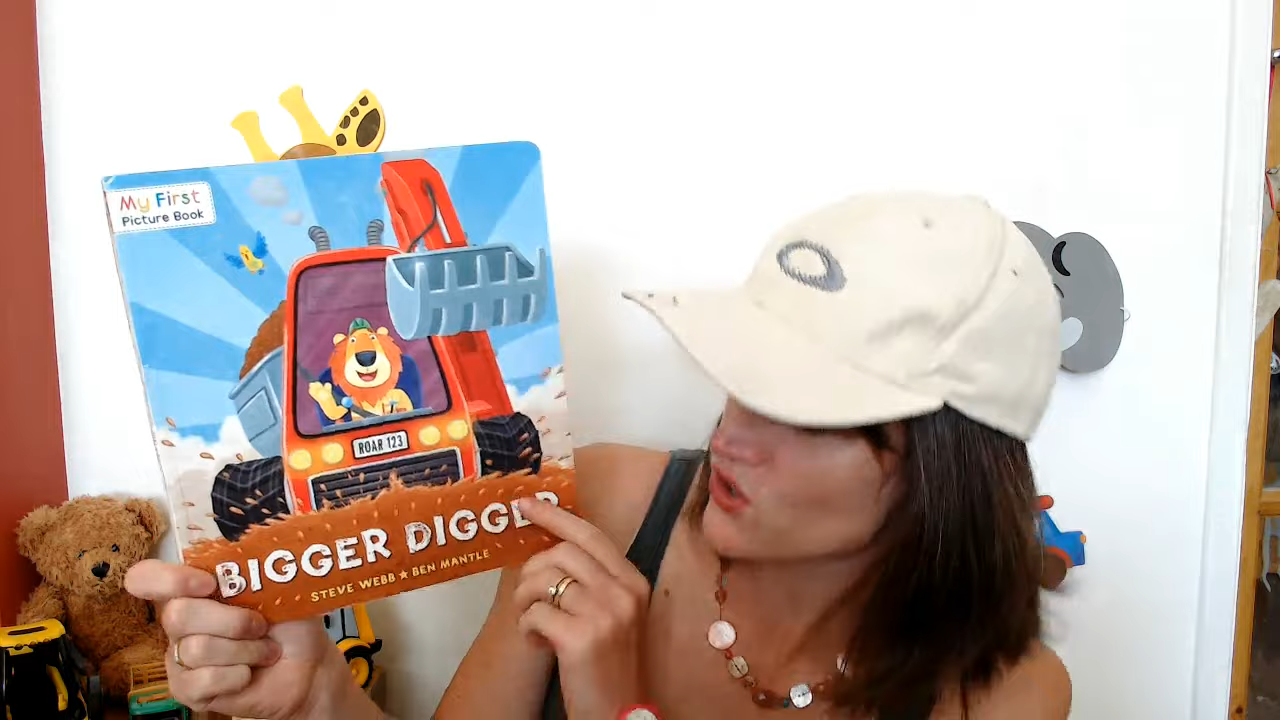 My First
Picture Book
ROAR 123
BIGGER DIGGER
STEVE WEBB ★ BEN MANTLE